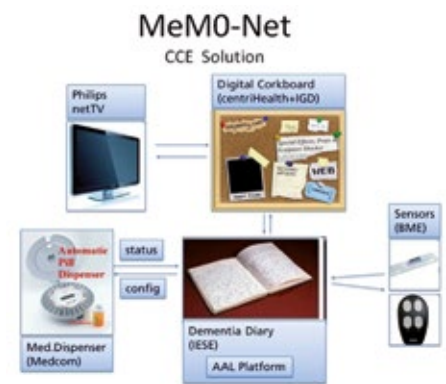 MeM0-Net
CCE Solution
Philips
netTV
Digital Corkboard
(centriHealth+IGD)
WEB
Sensors
(BME)
Automatic
Pill
Dispenser
status
config
Med.Dispenser
(Medcom)
Dementia Diary
(IESE)
AAL Platform